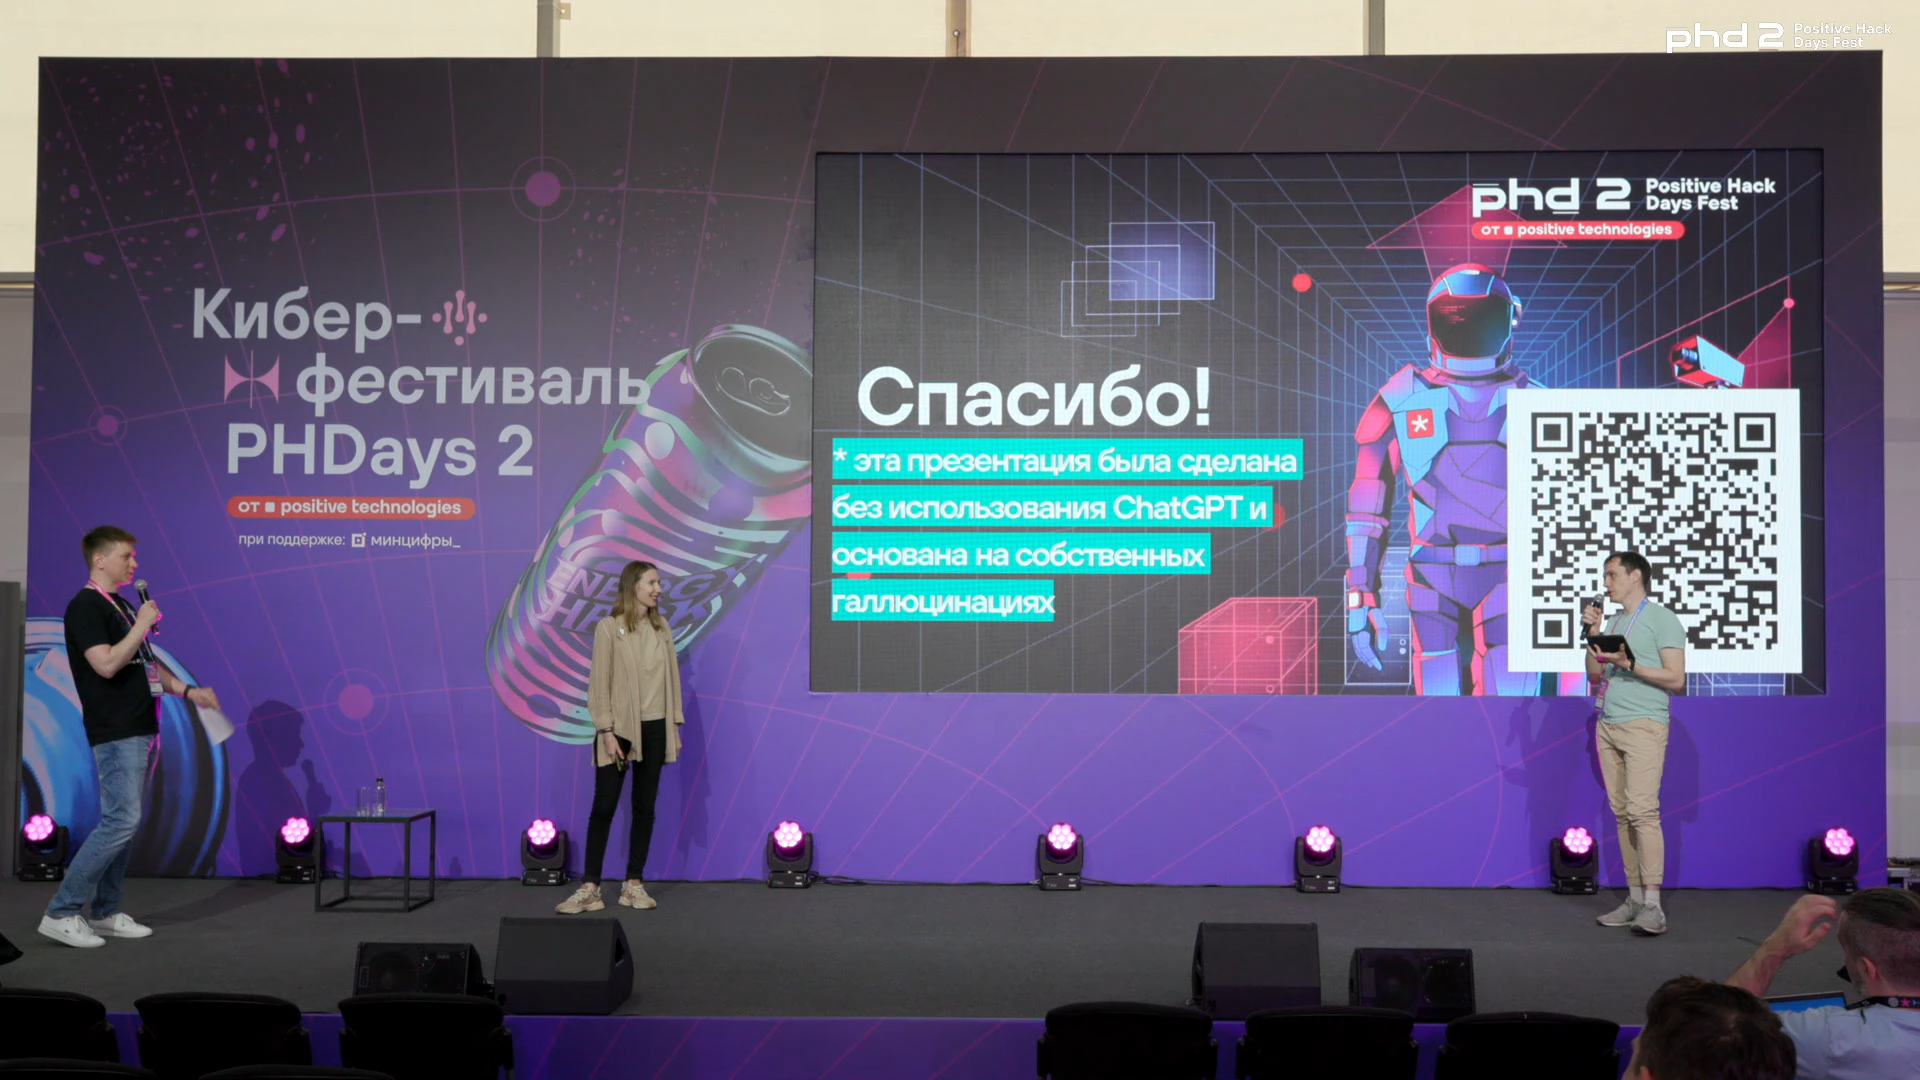 phd 2 Positive Hack
Days Fest
Кибер-
фестиваль
PHDays 2
от positive technologies
при поддержке: минцифры_
ENERGY
phd 2 Positive Hack
Days Fest
от positive technologies
Спасибо!
* эта презентация была сделана
без использования ChatGPT и
основана на собственных
галлюцинациях